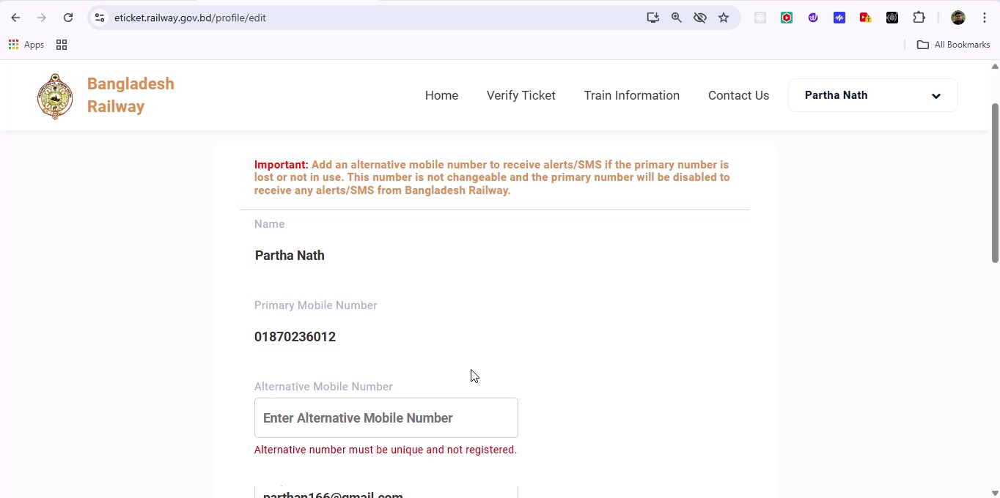 eticket.railway.gov.bd/profile/edit
Apps
All Bookmarks
Bangladesh
Railway
Home
Verify Ticket
Train Information
Contact Us
Partha Nath
Important: Add an alternative mobile number to receive alerts/SMS if the primary number is
lost or not in use. This number is not changeable and the primary number will be disabled to
receive any alerts/SMS from Bangladesh Railway.
Name
Partha Nath
Primary Mobile Number
01870236012
Alternative Mobile Number
Enter Alternative Mobile Number
Alternative number must be unique and not registered.
parthan166@gmail.com